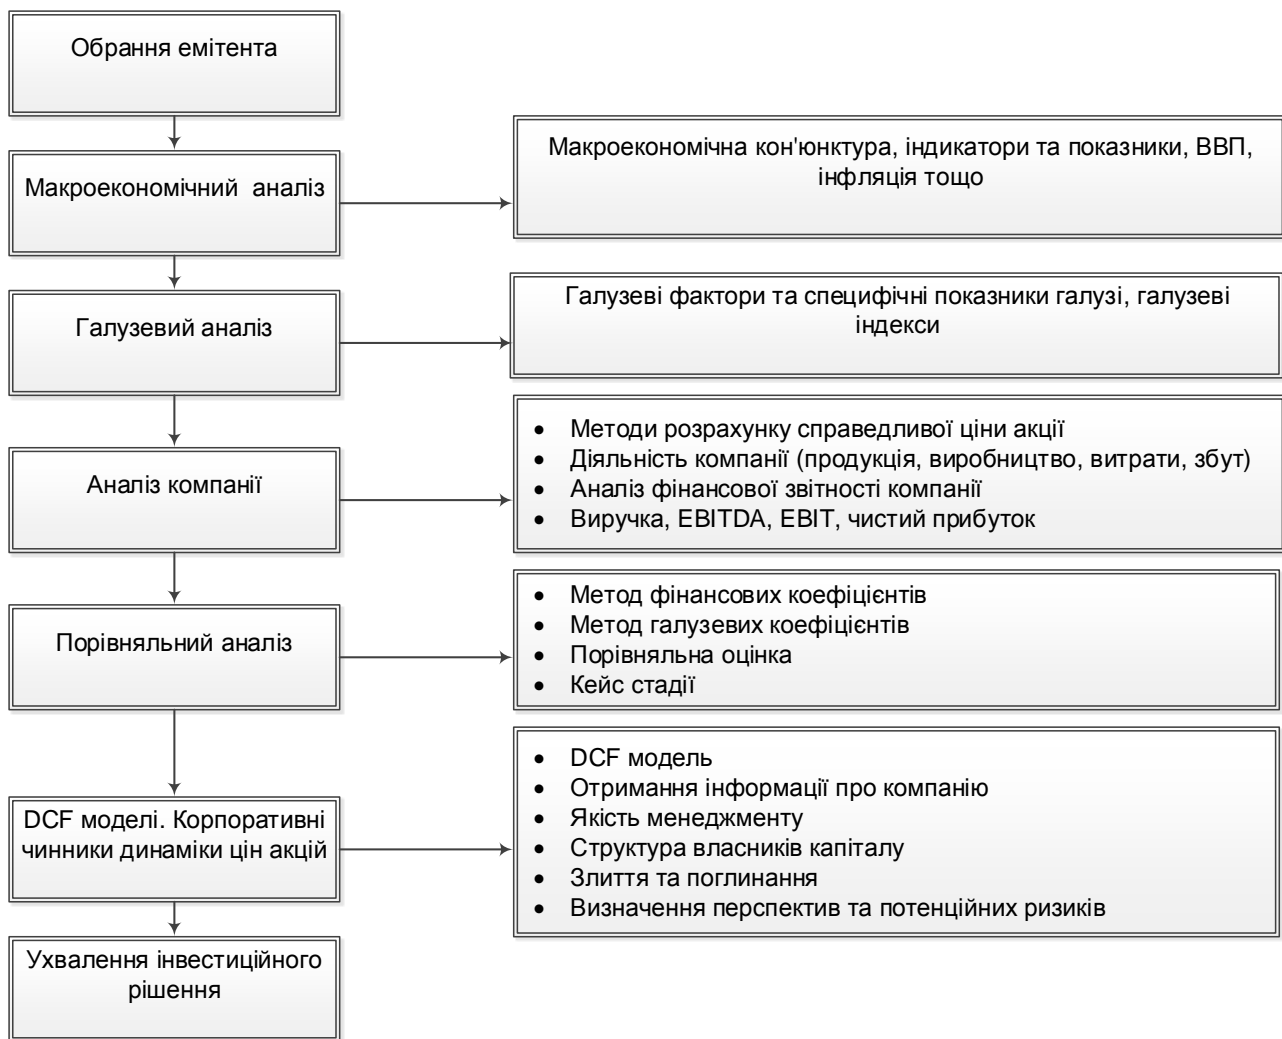 Обрання емітента
Макроекономічний аналіз
Макроекономічна кон'юнктура, індикатори та показники, ВВП,
інфляція тощо
Галузевий аналіз
Галузеві фактори та специфічні показники галузі, галузеві
індекси
Аналіз компанії
• Методи розрахунку справедливої ціни акції
• Діяльність компанії (продукція, виробництво, витрати, збут)
• Аналіз фінансової звітності компанії
• Виручка, EBITDA, EBIT, чистий прибуток
Порівняльний аналіз
• Метод фінансових коефіцієнтів
• Метод галузевих коефіцієнтів
• Порівняльна оцінка
• Кейс стадії
DCF моделі. Корпоративні
чинники динаміки цін акцій
• DCF модель
• Отримання інформації про компанію
• Якість менеджменту
• Структура власників капіталу
• Злиття та поглинання
• Визначення перспектив та потенційних ризиків
Ухвалення інвестиційного
рішення